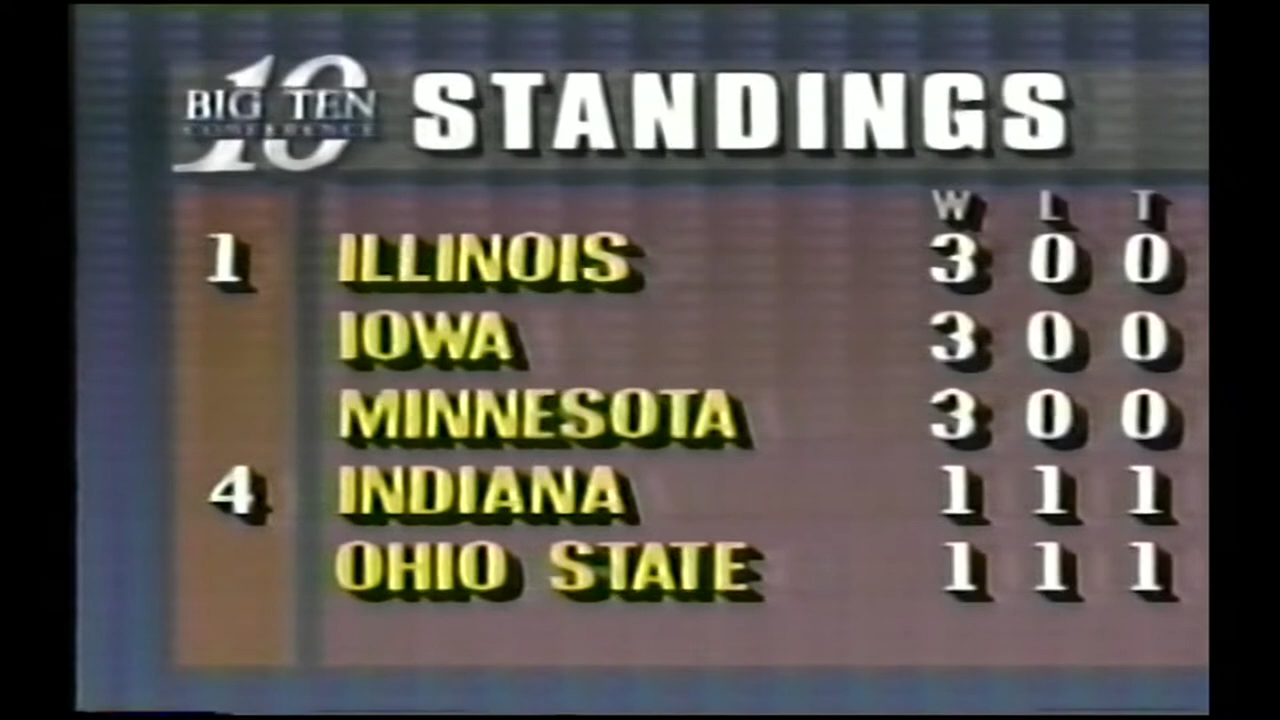 BIG TEN 10 CONFERENCE STANDINGS
W L T
1 ILLINOIS 3 0 0
IOWA 3 0 0
MINNESOTA 3 0 0
4 INDIANA 1 1 1
OHIO STATE 1 1 1